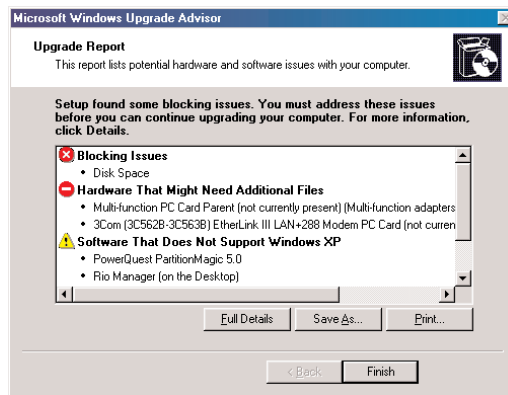 Microsoft Windows Upgrade Advisor
Upgrade Report
This report lists potential hardware and software issues with your computer.
Setup found some blocking issues. You must address these issues
before you can continue upgrading your computer. For more information,
click Details.
Blocking Issues
• Disk Space
Hardware That Might Need Additional Files
• Multi-function PC Card Parent (not currently present) (Multi-function adapters
• 3Com (3C562B-3C563B) EtherLink III LAN+288 Modem PC Card (not curren
Software That Does Not Support Windows XP
• PowerQuest PartitionMagic 5.0
• Rio Manager (on the Desktop)
Full Details
Save As...
Print...
< Back
Finish